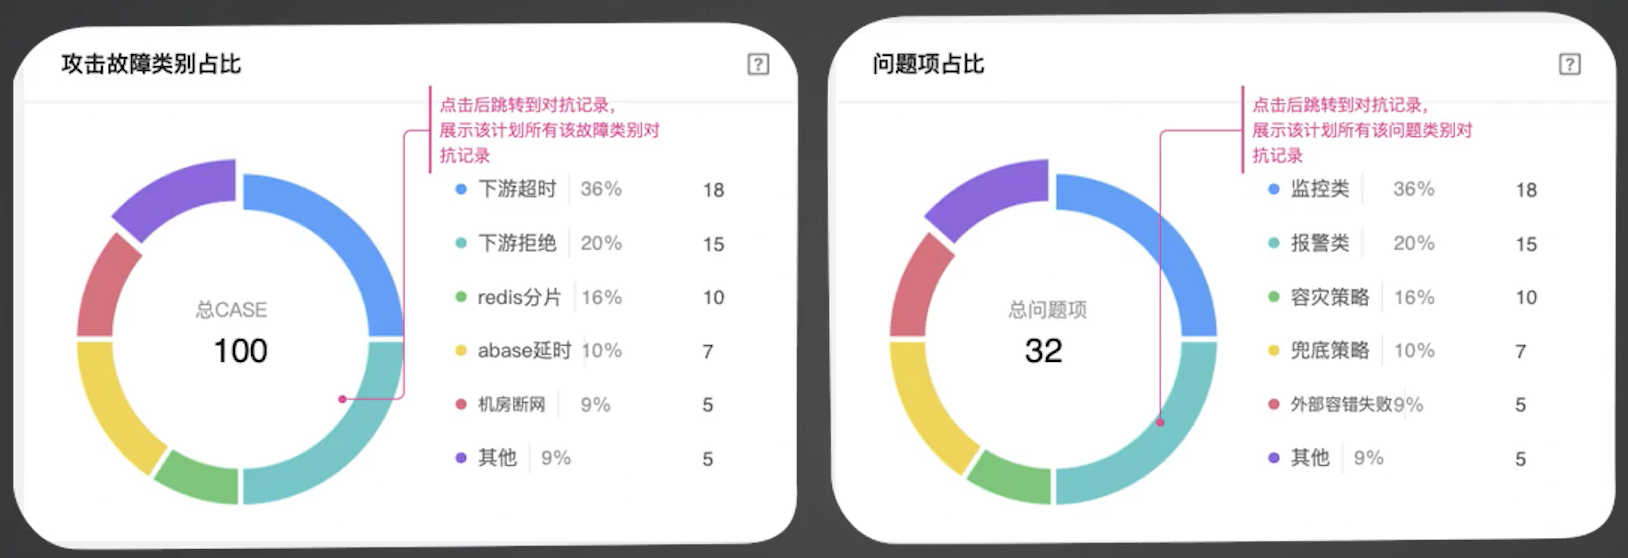 攻击故障类别占比
?
点击后跳转到对抗记录，
展示该计划所有该故障类别对
抗记录
总CASE
100
下游超时 36% 18
下游拒绝 20% 15
redis分片 16% 10
abase延时 10% 7
机房断网 9% 5
其他 9% 5
问题项占比
?
点击后跳转到对抗记录，
展示该计划所有该问题类别对
抗记录
总问题项
32
监控类 36% 18
报警类 20% 15
容灾策略 16% 10
兜底策略 10% 7
外部容错失败9% 5
其他 9% 5